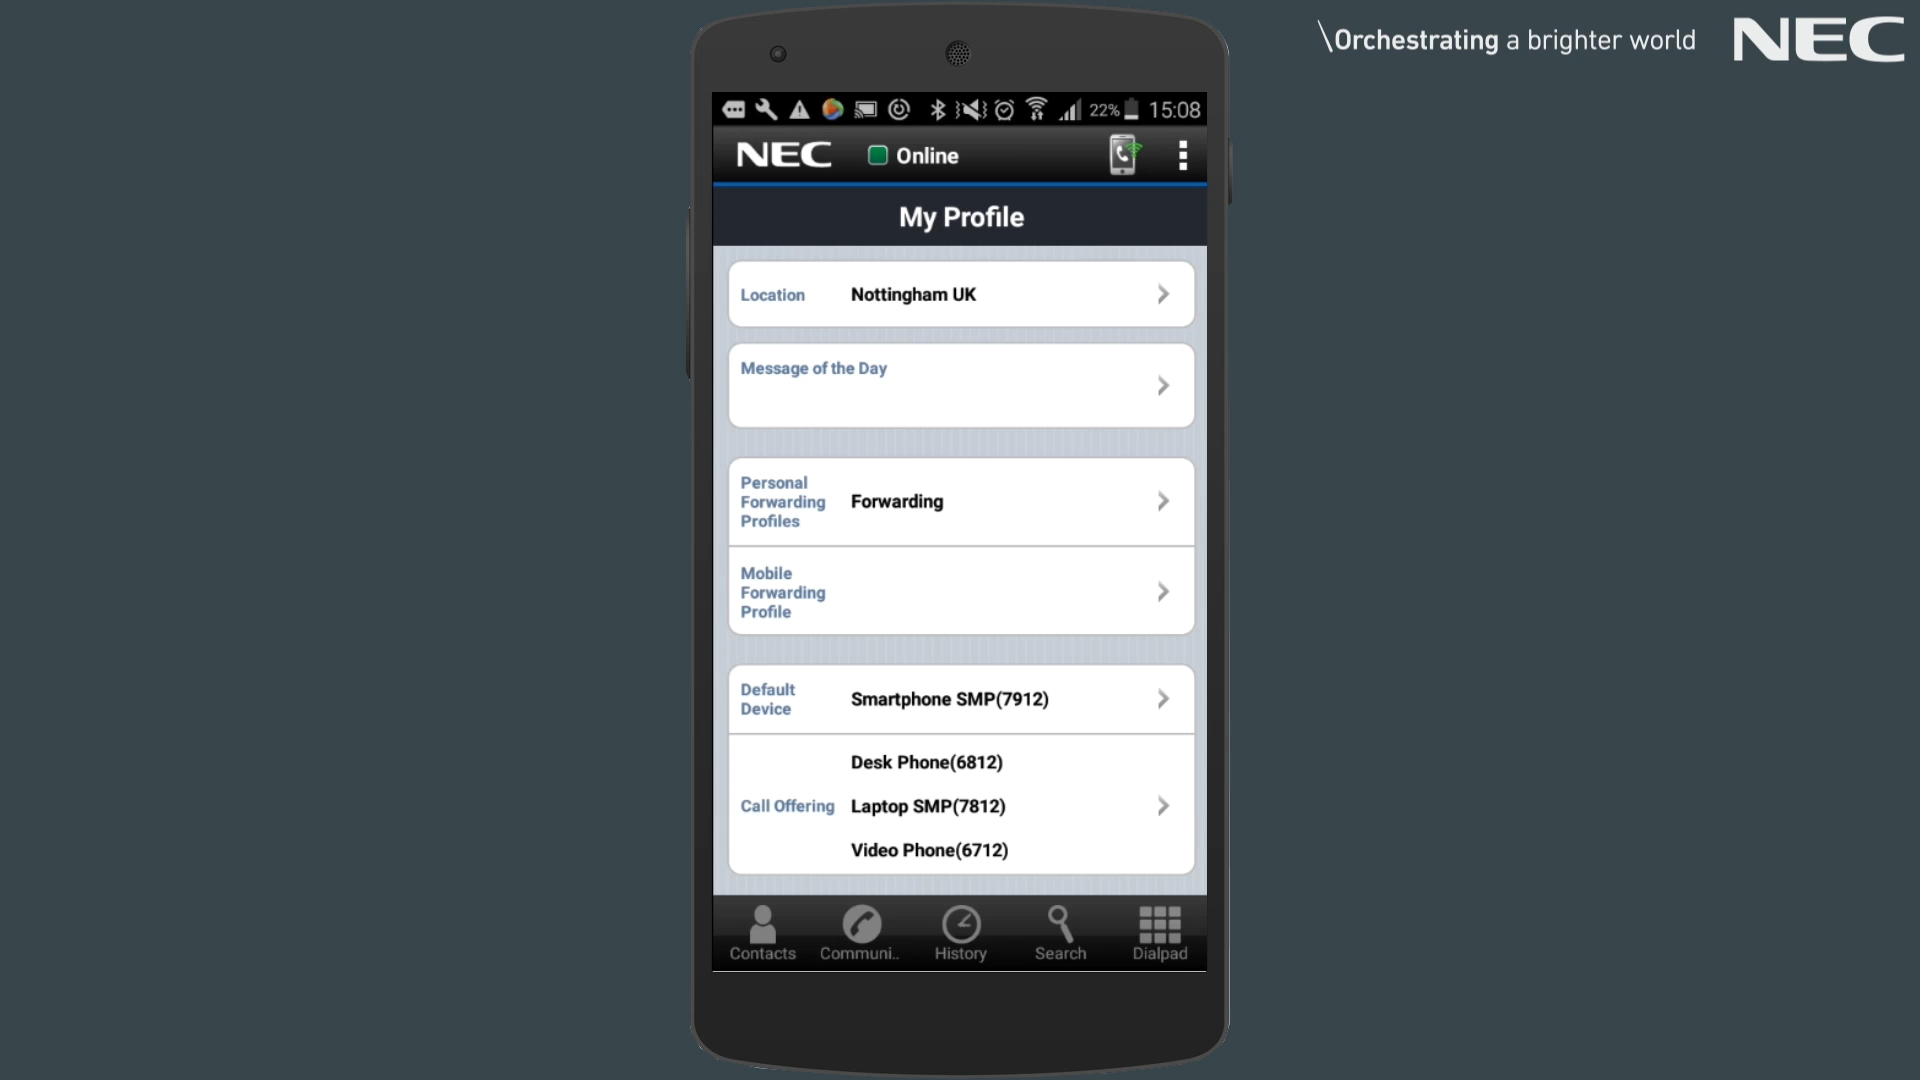 \Orchestrating a brighter world NEC
22% 15:08
NEC Online
My Profile
Location Nottingham UK
Message of the Day
Personal
Forwarding
Profiles
Forwarding
Mobile
Forwarding
Profile
Default
Device
Smartphone SMP(7912)
Call Offering
Desk Phone(6812)
Laptop SMP(7812)
Video Phone(6712)
Contacts Communi.. History Search Dialpad